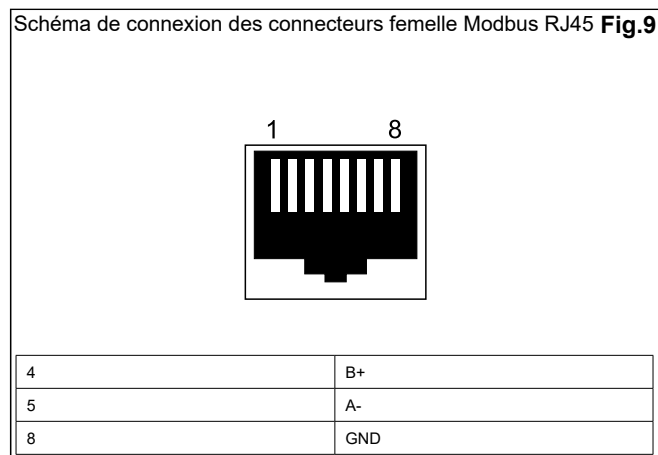 Schéma de connexion des connecteurs femelle Modbus RJ45 Fig.9
1 8
4 B+
5 A-
8 GND